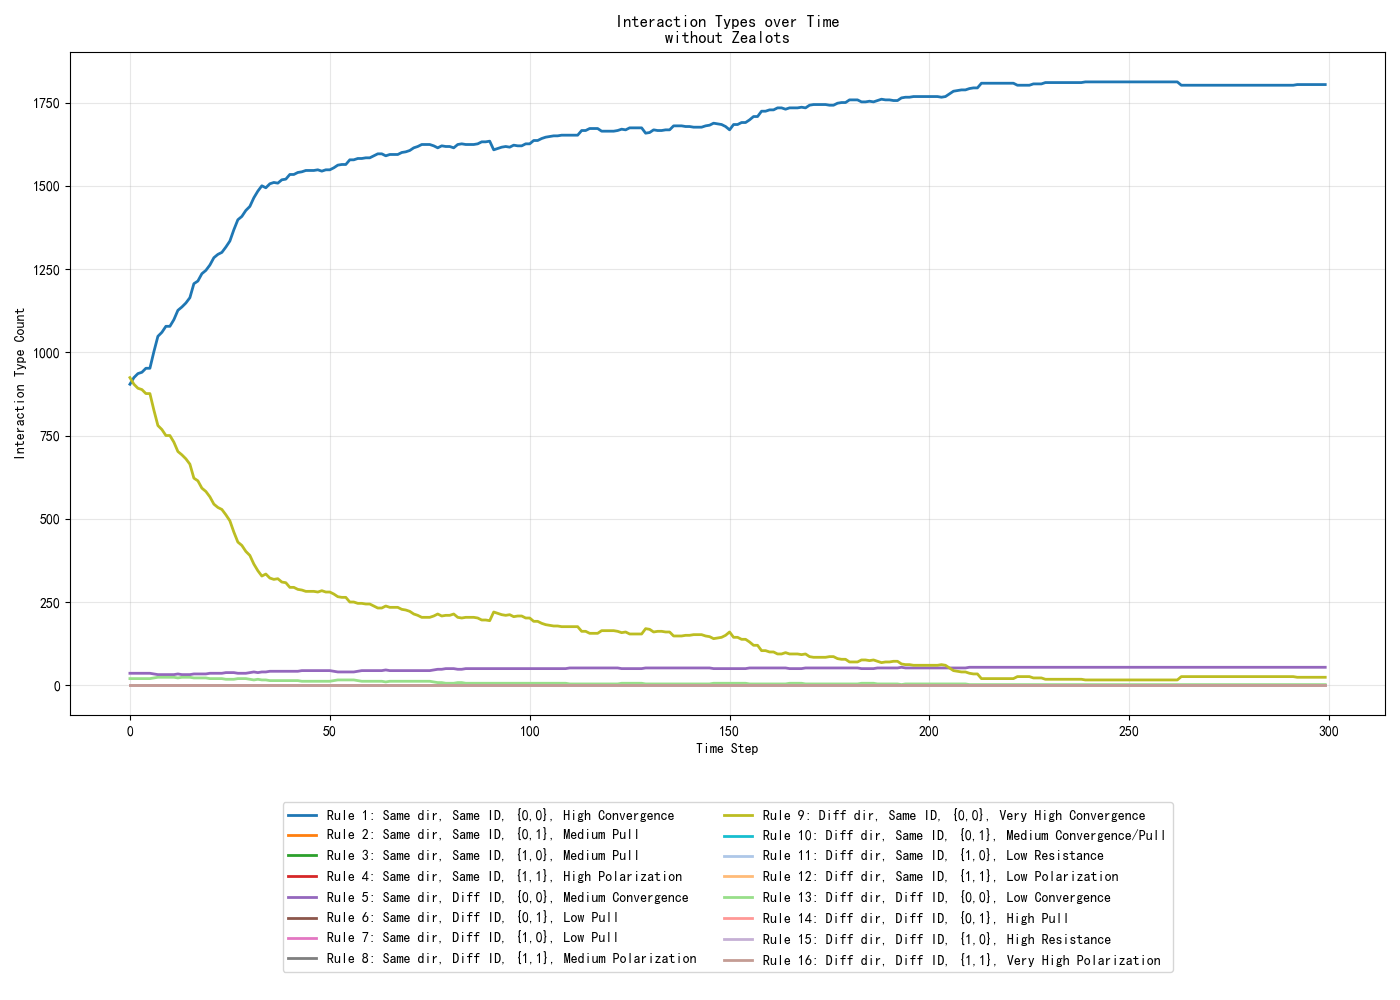 Interaction Types over Time
without Zealots
Interaction Type Count
1750
1500
1250
1000
750
500
250
0
0 50 100 150 200 250 300
Time Step
Rule 1: Same dir, Same ID, {0,0}, High Convergence
Rule 2: Same dir, Same ID, {0,1}, Medium Pull
Rule 3: Same dir, Same ID, {1,0}, Medium Pull
Rule 4: Same dir, Same ID, {1,1}, High Polarization
Rule 5: Same dir, Diff ID, {0,0}, Medium Convergence
Rule 6: Same dir, Diff ID, {0,1}, Low Pull
Rule 7: Same dir, Diff ID, {1,0}, Low Pull
Rule 8: Same dir, Diff ID, {1,1}, Medium Polarization
Rule 9: Diff dir, Same ID, {0,0}, Very High Convergence
Rule 10: Diff dir, Same ID, {0,1}, Medium Convergence/Pull
Rule 11: Diff dir, Same ID, {1,0}, Low Resistance
Rule 12: Diff dir, Same ID, {1,1}, Low Polarization
Rule 13: Diff dir, Diff ID, {0,0}, Low Convergence
Rule 14: Diff dir, Diff ID, {0,1}, High Pull
Rule 15: Diff dir, Diff ID, {1,0}, High Resistance
Rule 16: Diff dir, Diff ID, {1,1}, Very High Polarization